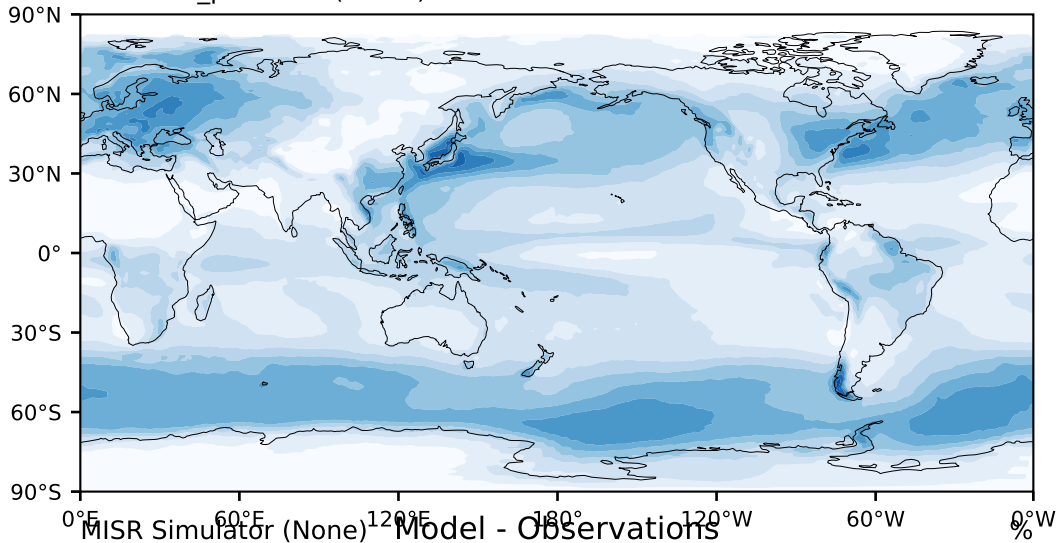 90°N
60°N
30°N
0°
30°S
60°S
90°S
0°E 60°E 120°E 180° 120°W 60°W 0°W
MISR Simulator (None) Model - Observations %